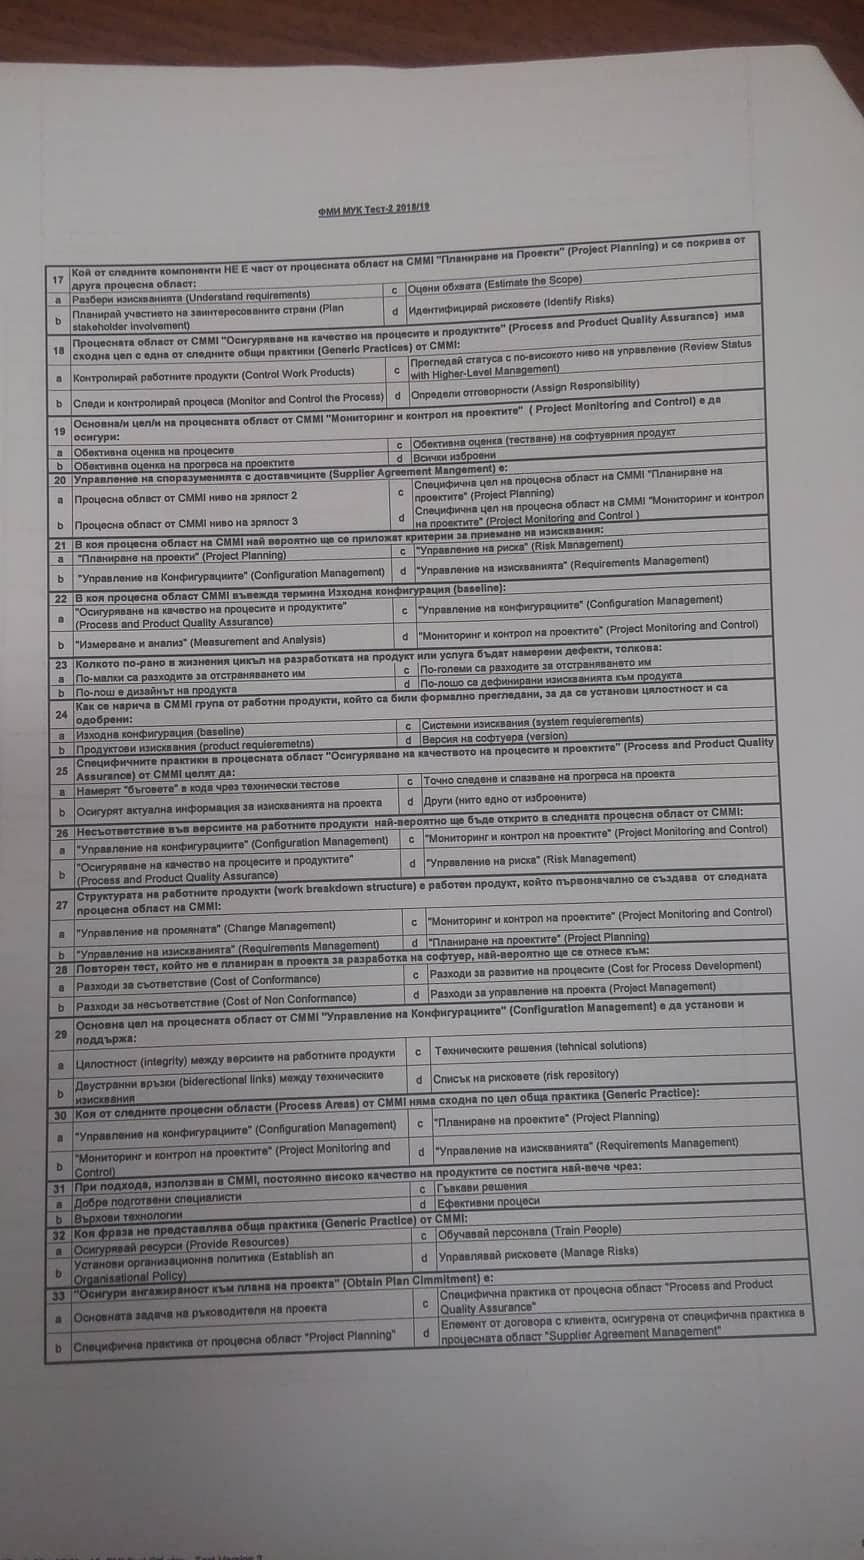 ФМИ МУК Тест-2 2018/19
17 Кой от следните компоненти НЕ Е част от процесната област на CMMI "Планиране на Проекти" (Project Planning) и се покрива от
друга процесна област:
a Разбери изискванията (Understand requirements)
c Оцени обхвата (Estimate the Scope)
b Планирай участието на заинтересованите страни (Plan
stakeholder involvement)
d Идентифицирай рисковете (Identify Risks)
18 Процесната област от CMMI "Осигуряване на качество на процесите и продуктите" (Process and Product Quality Assurance) има
сходна цел с една от следните общи практики (Generic Practices) от CMMI:
a Контролирай работните продукти (Control Work Products)
c Прегледай статуса с по-високото ниво на управление (Review Status
with Higher-Level Management)
b Следи и контролирай процеса (Monitor and Control the Process)
d Определи отговорности (Assign Responsibility)
19 Основна/и цел/и на процесната област от CMMI "Мониторинг и контрол на проектите" ( Project Monitoring and Control) е да
осигури:
a Обективна оценка на процесите
c Обективна оценка (тестване) на софтуерния продукт
b Обективна оценка на прогреса на проектите
d Всички изброени
20 Управление на споразуменията с доставчиците (Supplier Agreement Mangement) е:
a Процесна област от CMMI ниво на зрялост 2
c Специфична цел на процесна област на CMMI "Планиране на
проектите" (Project Planning)
b Процесна област от CMMI ниво на зрялост 3
d Специфична цел на процесна област на CMMI "Мониторинг и контрол
на проектите" (Project Monitoring and Control )
21 В коя процесна област на CMMI най вероятно ще се приложат критерии за приемане на изисквания:
a "Планиране на проекти" (Project Planning)
c "Управление на риска" (Risk Management)
b "Управление на Конфигурациите" (Configuration Management)
d "Управление на изискванията" (Requirements Management)
22 В коя процесна област CMMI въвежда термина Изходна конфигурация (baseline):
a "Осигуряване на качество на процесите и продуктите"
(Process and Product Quality Assurance)
c "Управление на конфигурациите" (Configuration Management)
b "Измерване и анализ" (Measurement and Analysis)
d "Мониторинг и контрол на проектите" (Project Monitoring and Control)
23 Колкото по-рано в жизнения цикъл на разработката на продукт или услуга бъдат намерени дефекти, толкова:
a По-малки са разходите за отстраняването им
c По-големи са разходите за отстраняването им
b По-лош е дизайнът на продукта
d По-лошо са дефинирани изискванията към продукта
24 Как се нарича в CMMI група от работни продукти, който са били формално прегледани, за да се установи цялостност и са
одобрени:
a Изходна конфигурация (baseline)
c Системни изисквания (system requierements)
b Продуктови изисквания (product requieremetns)
d Версия на софтуера (version)
25 Специфичните практики в процесната област "Осигуряване на качеството на процесите и проектите" (Process and Product Quality
Assurance) от CMMI целят да:
a Намерят "бъговете" в кода чрез технически тестове
c Точно следене и спазване на прогреса на проекта
b Осигурят актуална информация за изискванията на проекта
d Други (нито едно от изброените)
26 Несъответствие във версиите на работните продукти най-вероятно ще бъде открито в следната процесна област от CMMI:
a "Управление на конфигурациите" (Configuration Management)
c "Мониторинг и контрол на проектите" (Project Monitoring and Control)
b "Осигуряване на качество на процесите и продуктите"
(Process and Product Quality Assurance)
d "Управление на риска" (Risk Management)
27 Структурата на работните продукти (work breakdown structure) е работен продукт, който първоначално се създава от следната
процесна област на CMMI:
a "Управление на промяната" (Change Management)
c "Мониторинг и контрол на проектите" (Project Monitoring and Control)
b "Управление на изискванията" (Requirements Management)
d "Планиране на проектите" (Project Planning)
28 Повторен тест, който не е планиран в проекта за разработка на софтуер, най-вероятно ще се отнесе към:
a Разходи за съответствие (Cost of Conformance)
c Разходи за развитие на процесите (Cost for Process Development)
b Разходи за несъответствие (Cost of Non Conformance)
d Разходи за управление на проекта (Project Management)
29 Основна цел на процесната област от CMMI "Управление на Конфигурациите" (Configuration Management) е да установи и
поддържа:
a Цялостност (integrity) между версиите на работните продукти
c Техническите решения (tehnical solutions)
b Двустранни връзки (biderectional links) между техническите
изисквания
d Списък на рисковете (risk repository)
30 Коя от следните процесни области (Process Areas) от CMMI няма сходна по цел обща практика (Generic Practice):
a "Управление на конфигурациите" (Configuration Management)
c "Планиране на проектите" (Project Planning)
b "Мониторинг и контрол на проектите" (Project Monitoring and
Control)
d "Управление на изискванията" (Requirements Management)
31 При подхода, използван в CMMI, постоянно високо качество на продуктите се постига най-вече чрез:
a Добре подготвени специалисти
c Гъвкави решения
b Върхови технологии
d Ефективни процеси
32 Коя фраза не представлява обща практика (Generic Practice) от CMMI:
a Осигурявай ресурси (Provide Resources)
c Обучавай персонала (Train People)
b Установи организационна политика (Establish an
Organisational Policy)
d Управлявай рисковете (Manage Risks)
33 "Осигури ангажираност към плана на проекта" (Obtain Plan Cimmitment) е:
a Основната задача на ръководителя на проекта
c Специфична практика от процесна област "Process and Product
Quality Assurance"
b Специфична практика от процесна област "Project Planning"
d Елемент от договора с клиента, осигурена от специфична практика в
процесната област "Supplier Agreement Management"